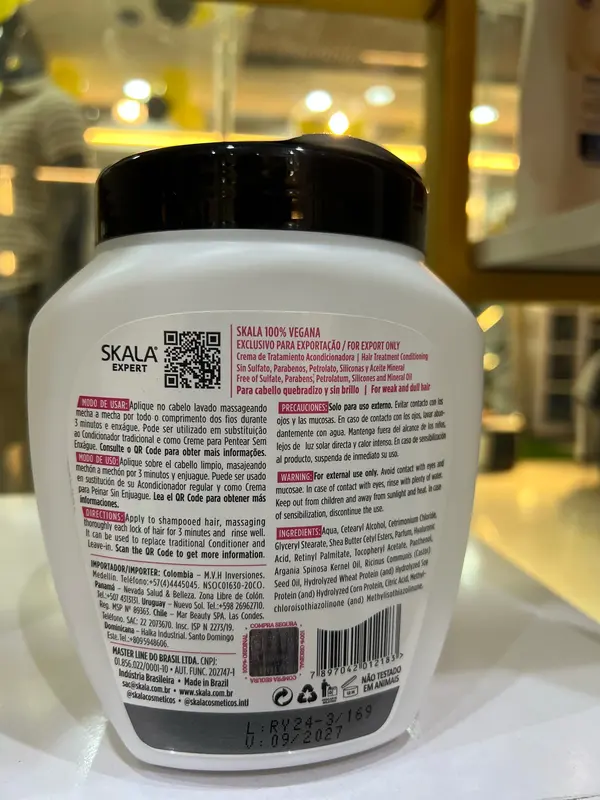 SKALA®
EXPERT
SKALA 100% VEGANA
EXCLUSIVO PARA EXPORTAÇÃO / FOR EXPORT ONLY
Crema de Tratamiento Acondicionadora | Hair Treatment Conditioning
Sin Sulfato, Parabenos, Petrolato, Siliconas y Aceite Mineral
Free of Sulfate, Parabens, Petrolatum, Silicones and Mineral Oil
Para cabello quebradizo y sin brillo | For weak and dull hair
MODO DE USAR: Aplique no cabelo lavado massageando
mecha a mecha por todo o comprimento dos fios durante
3 minutos e enxágue. Pode ser utilizado em substituição
ao Condicionador tradicional e como Creme para Pentear Sem
Enxágue. Consulte o QR Code para obter mais informações.
MODO DE USO: Aplique sobre el cabello limpio, masajeando
mechón a mechón por 3 minutos y enjuague. Puede ser usado
en sustitución de su Acondicionador regular y como Crema
para Peinar Sin Enjuague. Lea el QR Code para obtener más
informaciones.
DIRECTIONS: Apply to shampooed hair, massaging
thoroughly each lock of hair for 3 minutes and rinse well.
It can be used to replace traditional Conditioner and
Leave-in. Scan the QR Code to get more information.
IMPORTADOR/IMPORTER: Colombia – M.V.H Inversiones.
Medellín. Teléfono:+57(4)4445045. NSOC01630-20CO.
Panamá – Nevada Salud & Belleza. Zona Libre de Colón.
Tel.:+507 4313131. Uruguay – Nuevo Sol. Tel.:+598 26962710.
Reg. MSP Nº 89365. Chile – Mar Beauty SPA, Las Condes.
Teléfono. SAC: 22 2073670. Insc. ISP N 2273/19.
Dominicana – Halka Industrial. Santo Domingo
Este. Tel.:+8095948606.
MASTER LINE DO BRASIL LTDA. CNPJ:
01.856.022/0001-10 • AUT. FUNC. 202747-1
Indústria Brasileira • Made in Brazil
sac@skala.com.br • www.skala.com.br
@skalacosmeticos • @skalacosmeticos.intl
PRECAUCIONES: Solo para uso externo. Evitar contacto con los
ojos y las mucosas. En caso de contacto con los ojos, lavar abun-
dantemente con agua. Mantenga fuera del alcance de los niños,
lejos de luz solar directa y calor intenso. En caso de sensibilización
al producto, suspenda de inmediato su uso.
WARNING: For external use only. Avoid contact with eyes and
mucosae. In case of contact with eyes, rinse with plenty of water.
Keep out of children and away from sunlight and heat. In case
of sensibilization, discontinue the use.
INGREDIENTS: Aqua, Cetearyl Alcohol, Cetrimonium Chloride,
Glyceryl Stearate, Shea Butter Cetyl Esters, Parfum, Hyaluronic
Acid, Retinyl Palmitate, Tocopheryl Acetate, Panthenol,
Argania Spinosa Kernel Oil, Ricinus Communis (Castor)
Seed Oil, Hydrolyzed Wheat Protein (and) Hydrolyzed Soy
Protein (and) Hydrolyzed Corn Protein, Citric Acid, Methyl-
chloroisothiazolinone (and) Methylisothiazolinone.
COMPRA SEGURA
COMPRA SEGURA
7 897042 012183
NÃO TESTADO
EM ANIMAIS
L:RV24-3/169
V:09/2027